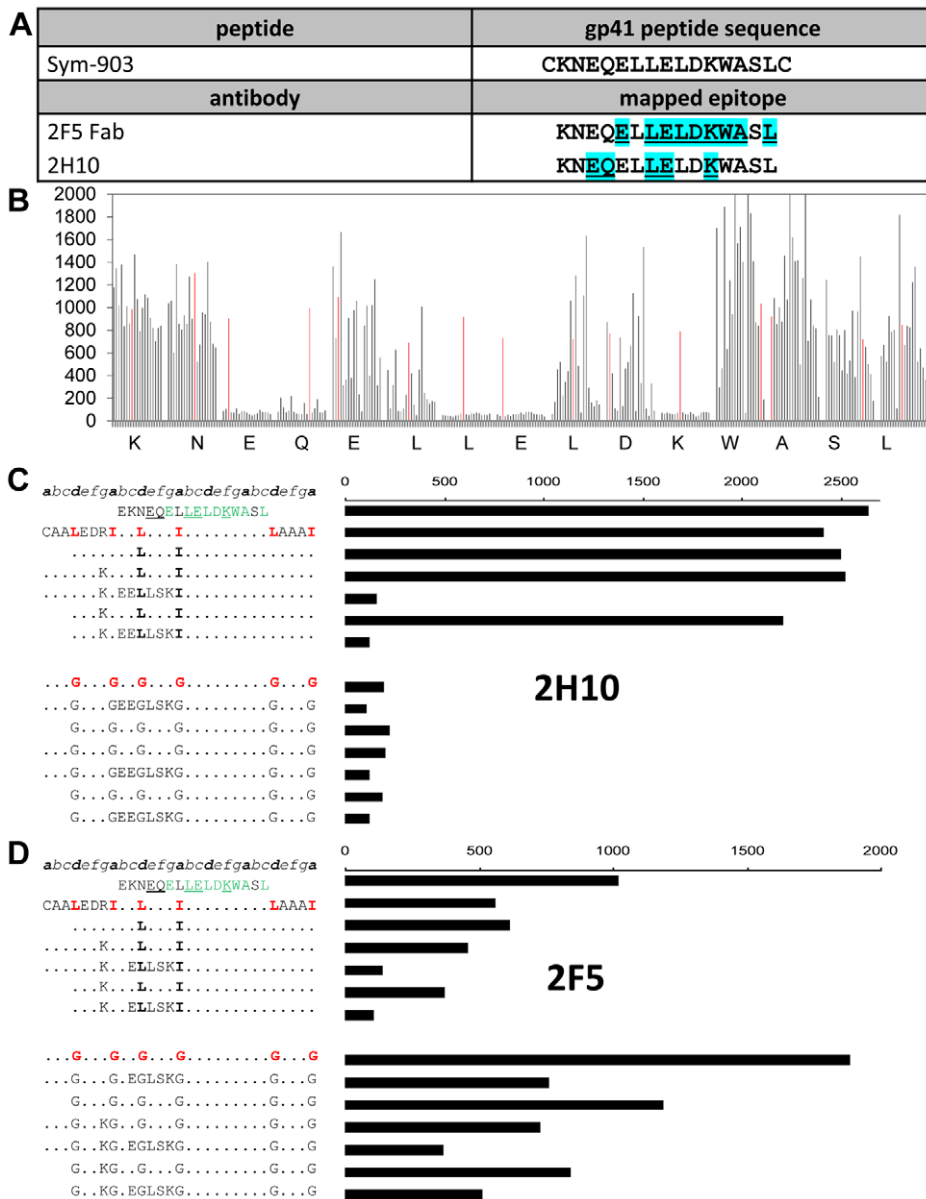 A
peptide gp41 peptide sequence
Sym-903 CKNEQELLELDKWASLC
antibody mapped epitope
2F5 Fab KNEQELLELDKWASL
2H10 KNEQELLELDKWASL
B
2000
1800
1600
1400
1200
1000
800
600
400
200
0
K N E Q E L L E L D K W A S L
C
abcdefgabcdefgabcdefgabcdefga 0 500 1000 1500 2000 2500
EKNEQELLELDKWASL
CAALEDRI..L...I.........LAAAI
.......L...I..............
......K...L...I..............
......K.EELLSKI..............
...K...L...I..............
...K.EELLSKI..............
2H10
...G...G..G...G.........G...G
G...GEEGLSKG.........G...G
G...G..G...G.........G...G
...G...G..G...G.........G...G
...G...GEEGLSKG.........G...G
G...G..G...G.........G...G
G...GEEGLSKG.........G...G
D
abcdefgabcdefgabcdefgabcdefga 0 500 1000 1500 2000
EKNEQELLELDKWASL
CAALEDRI..L...I.........LAAAI
.......L...I..............
......K...L...I..............
......K..ELLSKI..............
...K...L...I..............
...K..ELLSKI..............
2F5
...G...G..G...G.........G...G
G...G.EGLSKG.........G...G
G...G..G...G.........G...G
...G..KG..G...G.........G...G
...G..KG.EGLSKG.........G...G
G..KG..G...G.........G...G
G..KG.EGLSKG.........G...G